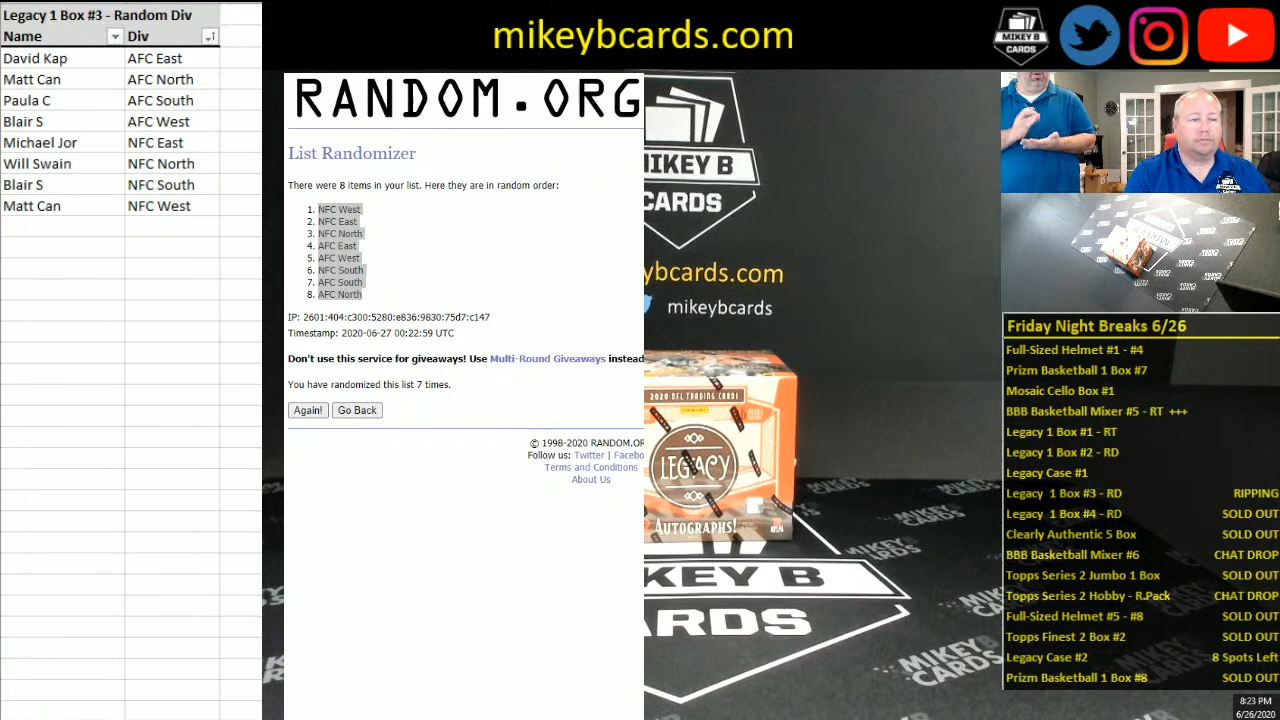 Legacy 1 Box #3 - Random Div
Name Div
David Kap AFC East
Matt Can AFC North
Paula C AFC South
Blair S AFC West
Michael Jor NFC East
Will Swain NFC North
Blair S NFC South
Matt Can NFC West
mikeybcards.com
MIKEY B
CARDS
RANDOM.ORG
List Randomizer
There were 8 items in your list. Here they are in random order:
1. NFC West
2. NFC East
3. NFC North
4. AFC East
5. AFC West
6. NFC South
7. AFC South
8. AFC North
IP: 2601:404:c300:5280:e836:9830:75d7:c147
Timestamp: 2020-06-27 00:22:59 UTC
Don't use this service for giveaways! Use Multi-Round Giveaways instead
You have randomized this list 7 times.
Again! Go Back
© 1998-2020 RANDOM.OR
Follow us: Twitter | Facebo
Terms and Conditions
About Us
MIKEY B
CARDS
ybcards.com
mikeybcards
2020 NFL TRADING CARDS
LEGACY
AUTOGRAPHS!
KEY B
ARDS
MIKEY B
CARDS
Friday Night Breaks 6/26
Full-Sized Helmet #1 - #4
Prizm Basketball 1 Box #7
Mosaic Cello Box #1
BBB Basketball Mixer #5 - RT +++
Legacy 1 Box #1 - RT
Legacy 1 Box #2 - RD
Legacy Case #1
Legacy 1 Box #3 - RD RIPPING
Legacy 1 Box #4 - RD SOLD OUT
Clearly Authentic 5 Box SOLD OUT
BBB Basketball Mixer #6 CHAT DROP
Topps Series 2 Jumbo 1 Box SOLD OUT
Topps Series 2 Hobby - R.Pack CHAT DROP
Full-Sized Helmet #5 - #8 SOLD OUT
Topps Finest 2 Box #2 SOLD OUT
Legacy Case #2 8 Spots Left
Prizm Basketball 1 Box #8 SOLD OUT
8:23 PM
6/26/2020